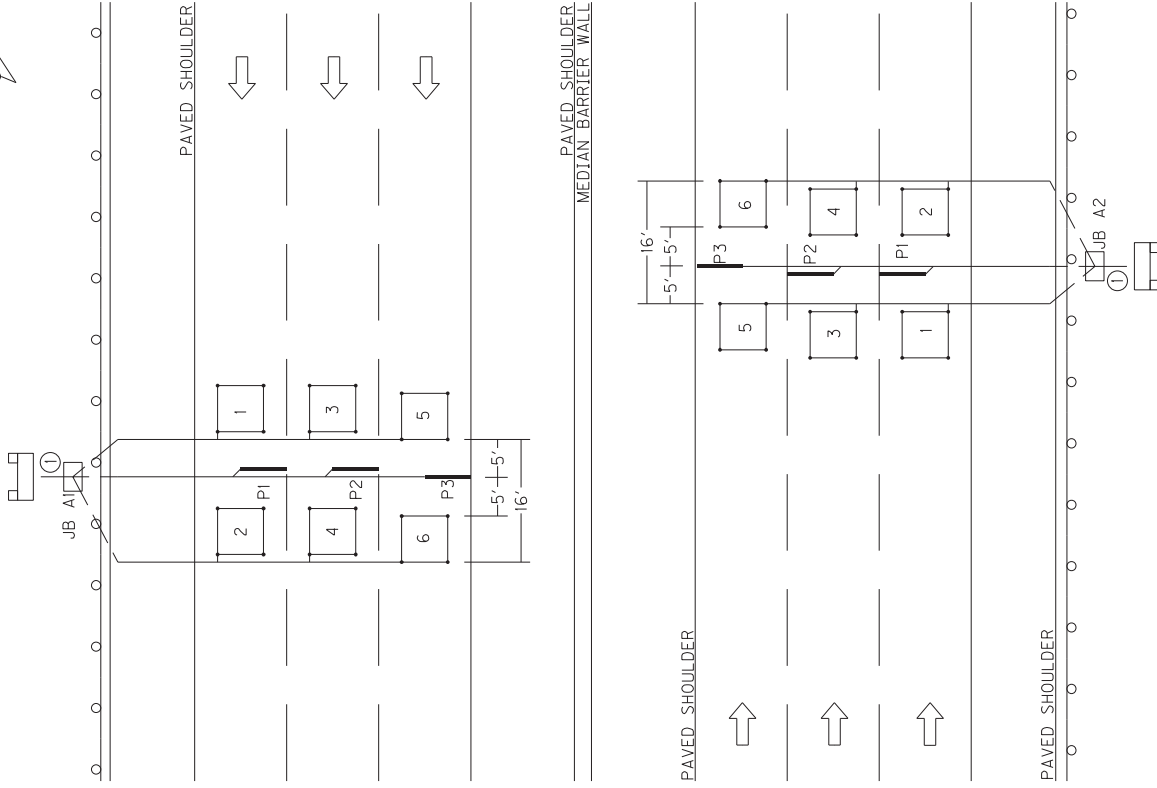 PAVED SHOULDER
PAVED SHOULDER
MEDIAN BARRIER WALL
6
4
2
16'
5'
5'
P3
P2
P1
JB A2
1
5
3
1
1
3
5
1
JB A1
P1
P2
P3
5'
5'
16'
2
4
6
PAVED SHOULDER
PAVED SHOULDER